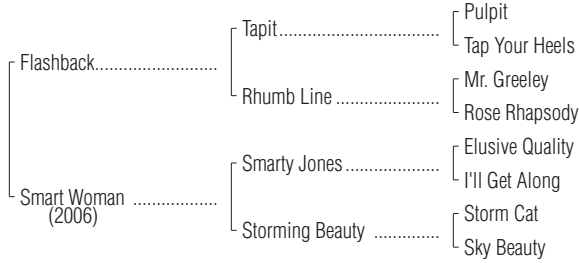 Pulpit
Tapit
Tap Your Heels
Flashback
Mr. Greeley
Rhumb Line
Rose Rhapsody
Elusive Quality
Smarty Jones
I'll Get Along
Smart Woman
(2006)
Storm Cat
Storming Beauty
Sky Beauty